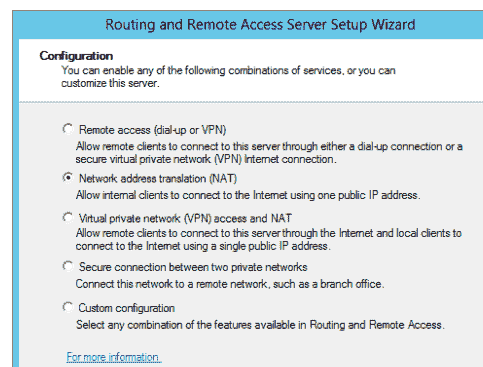 Routing and Remote Access Server Setup Wizard
Configuration
You can enable any of the following combinations of services, or you can
customize this server.
Remote access (dial-up or VPN)
Allow remote clients to connect to this server through either a dial-up connection or a
secure virtual private network (VPN) Internet connection.
Network address translation (NAT)
Allow internal clients to connect to the Internet using one public IP address.
Virtual private network (VPN) access and NAT
Allow remote clients to connect to this server through the Internet and local clients to
connect to the Internet using a single public IP address.
Secure connection between two private networks
Connect this network to a remote network, such as a branch office.
Custom configuration
Select any combination of the features available in Routing and Remote Access.
For more information